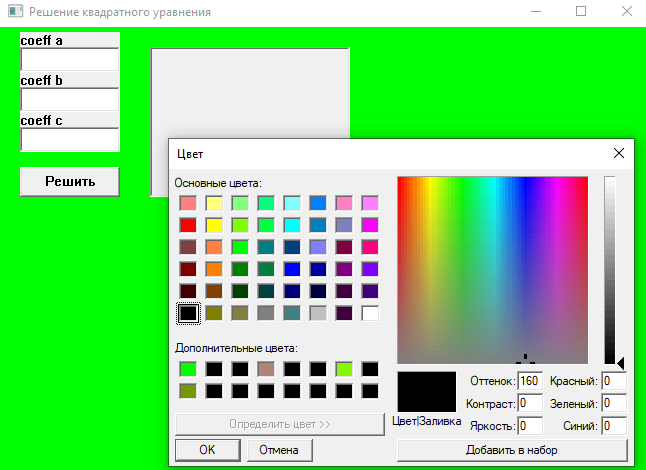 Решение квадратного уравнения
coeff a
coeff b
coeff c
Решить
Цвет
Основные цвета:
Дополнительные цвета:
Определить цвет >>
OK
Отмена
Цвет|Заливка
Оттенок: 160
Контраст: 0
Яркость: 0
Красный: 0
Зеленый: 0
Синий: 0
Добавить в набор